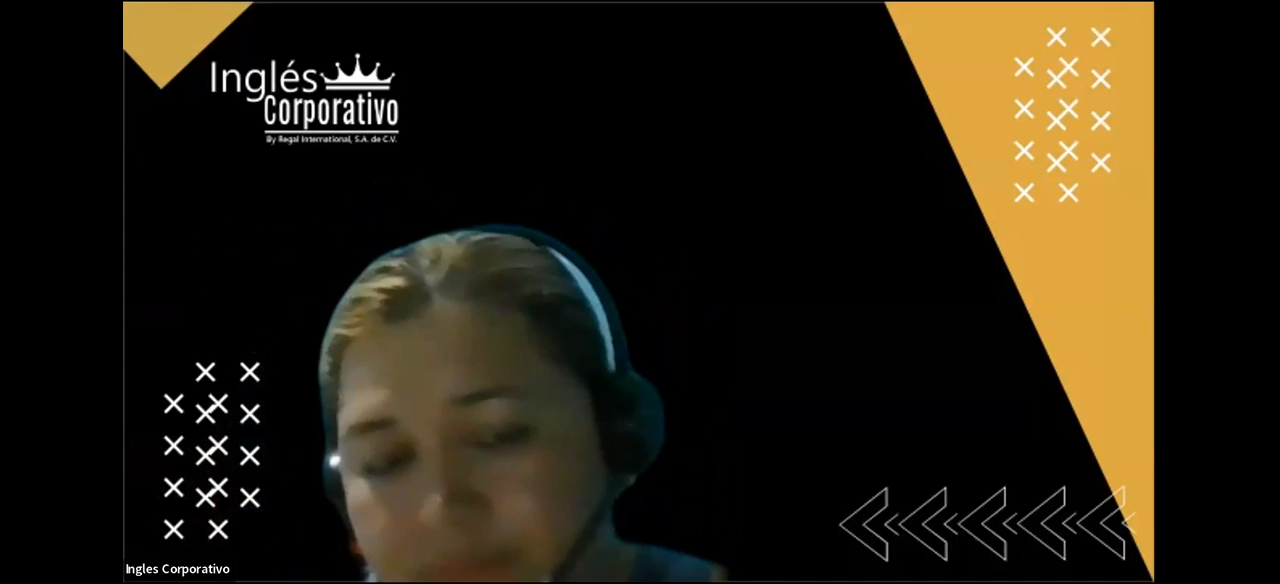 Inglés
Corporativo
By Regal International, S.A. de C.V.
Ingles Corporativo